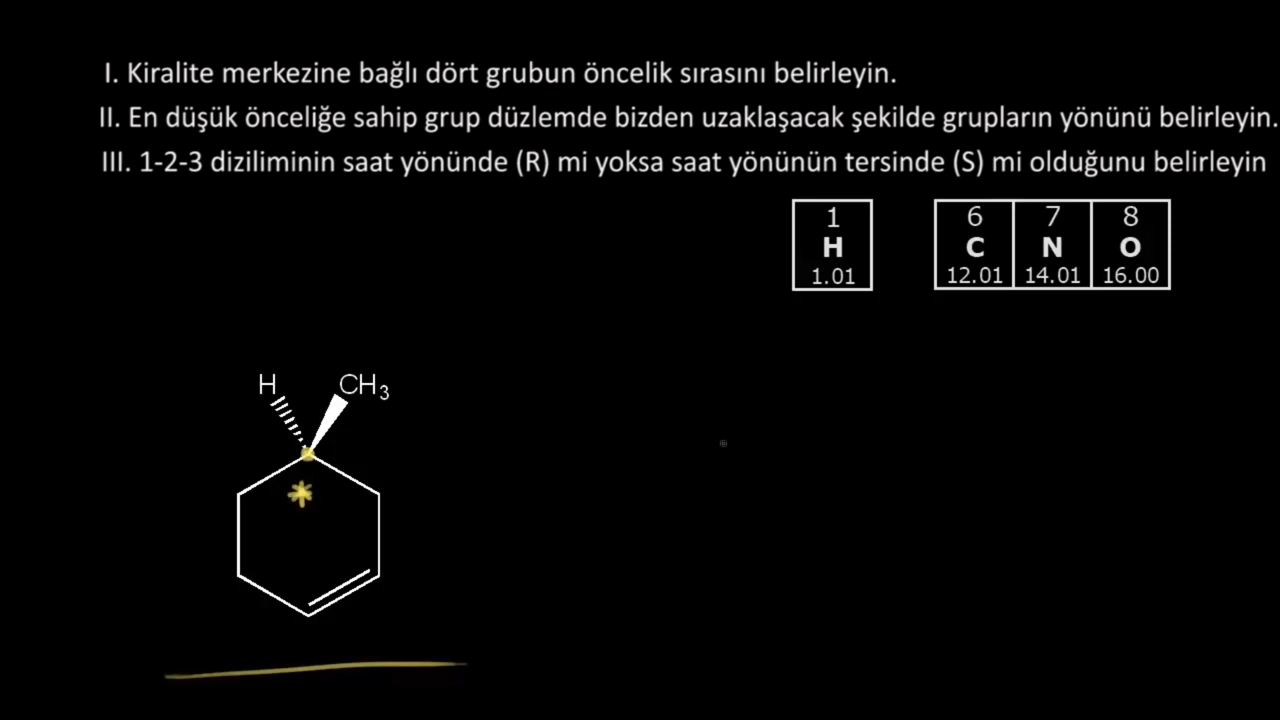 I. Kiralite merkezine bağlı dört grubun öncelik sırasını belirleyin.
II. En düşük önceliğe sahip grup düzlemde bizden uzaklaşacak şekilde grupların yönünü belirleyin.
III. 1-2-3 diziliminin saat yönünde (R) mi yoksa saat yönünün tersinde (S) mi olduğunu belirleyin
1 6 7 8
H C N O
1.01 12.01 14.01 16.00
H CH3
*